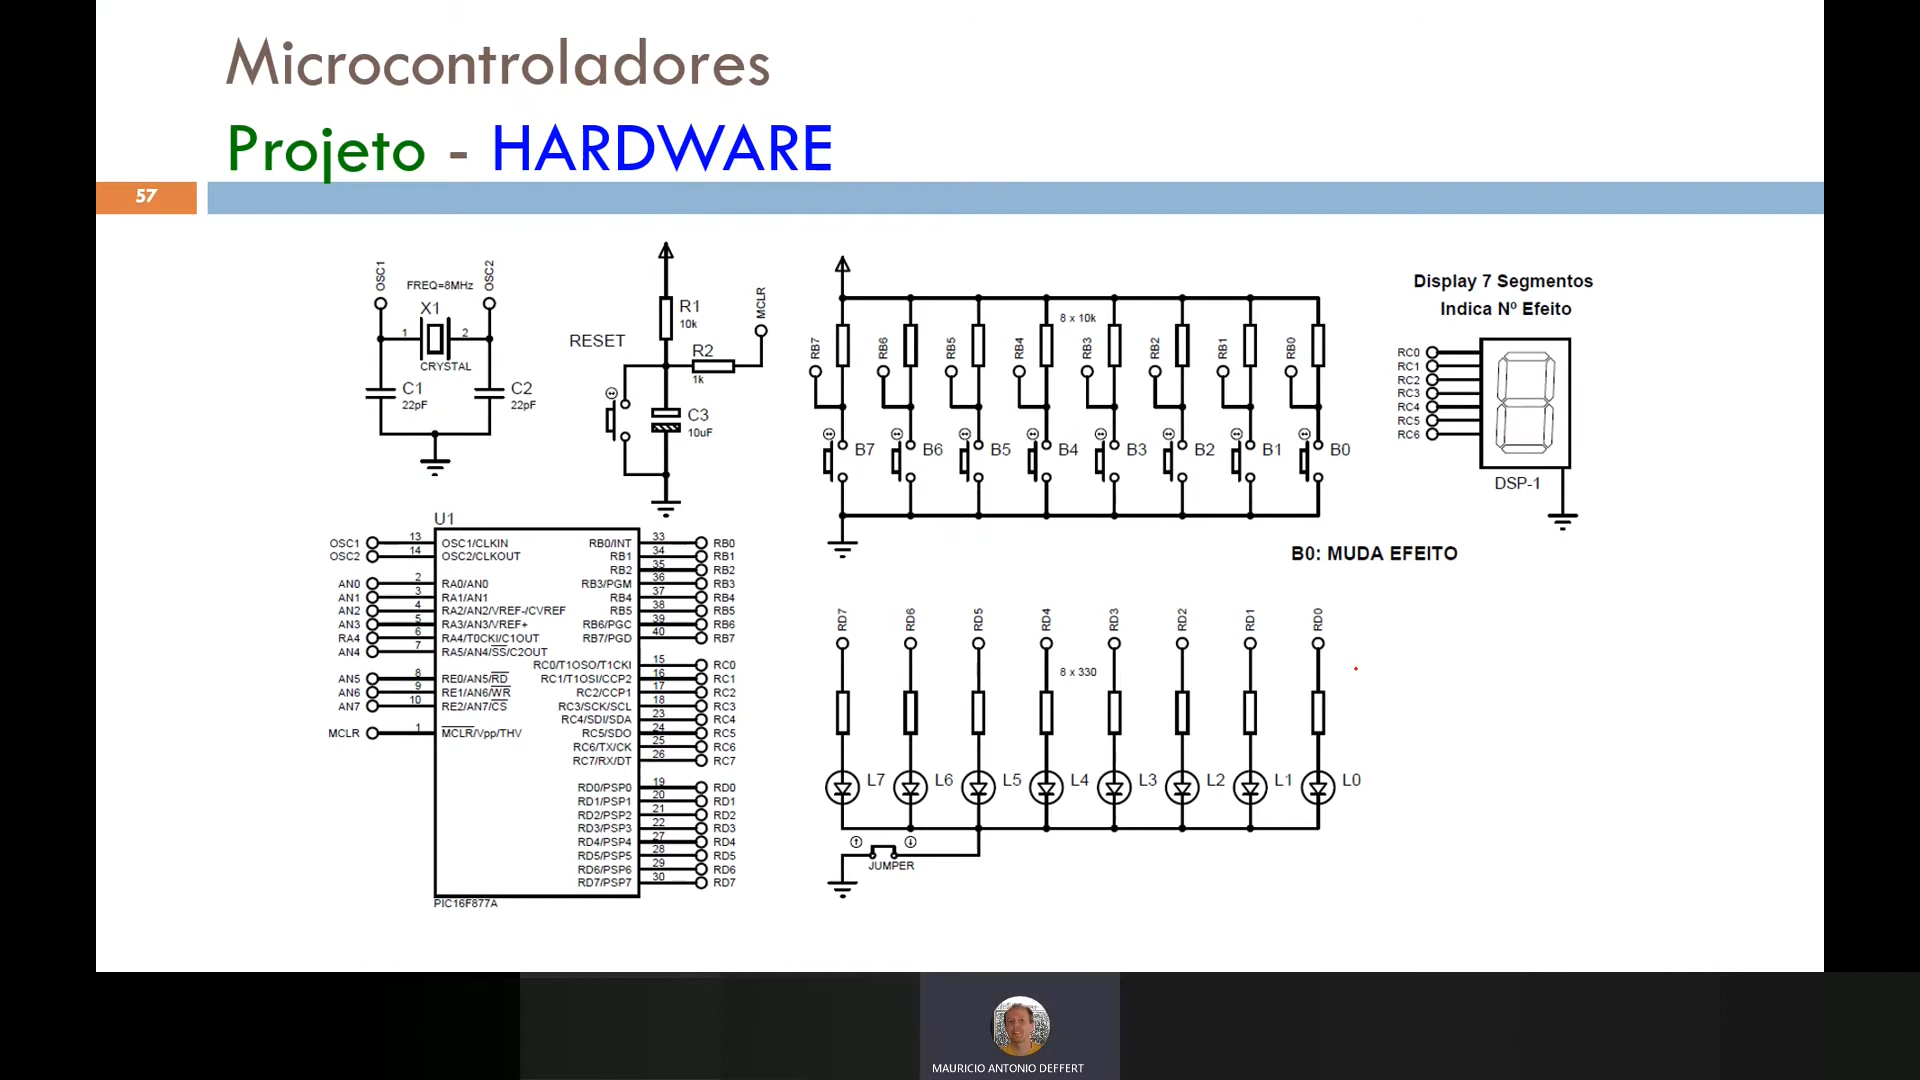 Microcontroladores
Projeto - HARDWARE
57
OSC1
OSC2
FREQ=8MHz
X1
1
2
CRYSTAL
C1
22pF
C2
22pF
RESET
R1
10k
R2
1k
MCLR
C3
10uF
8 x 10k
RB7
RB6
RB5
RB4
RB3
RB2
RB1
RB0
B7
B6
B5
B4
B3
B2
B1
B0
B0: MUDA EFEITO
Display 7 Segmentos
Indica Nº Efeito
RC0
RC1
RC2
RC3
RC4
RC5
RC6
DSP-1
U1
OSC1 13 OSC1/CLKIN
OSC2 14 OSC2/CLKOUT
AN0 2 RA0/AN0
AN1 3 RA1/AN1
AN2 4 RA2/AN2/VREF-/CVREF
AN3 5 RA3/AN3/VREF+
RA4 6 RA4/T0CKI/C1OUT
AN4 7 RA5/AN4/SS/C2OUT
AN5 8 RE0/AN5/RD
AN6 9 RE1/AN6/WR
AN7 10 RE2/AN7/CS
MCLR 1 MCLR/Vpp/THV
RB0/INT 33 RB0
RB1 34 RB1
RB2 35 RB2
RB3/PGM 36 RB3
RB4 37 RB4
RB5 38 RB5
RB6/PGC 39 RB6
RB7/PGD 40 RB7
RC0/T1OSO/T1CKI 15 RC0
RC1/T1OSI/CCP2 16 RC1
RC2/CCP1 17 RC2
RC3/SCK/SCL 18 RC3
RC4/SDI/SDA 23 RC4
RC5/SDO 24 RC5
RC6/TX/CK 25 RC6
RC7/RX/DT 26 RC7
RD0/PSP0 19 RD0
RD1/PSP1 20 RD1
RD2/PSP2 21 RD2
RD3/PSP3 22 RD3
RD4/PSP4 27 RD4
RD5/PSP5 28 RD5
RD6/PSP6 29 RD6
RD7/PSP7 30 RD7
PIC16F877A
RD7
RD6
RD5
RD4
RD3
RD2
RD1
RD0
8 x 330
L7
L6
L5
L4
L3
L2
L1
L0
JUMPER
MAURICIO ANTONIO DEFFERT